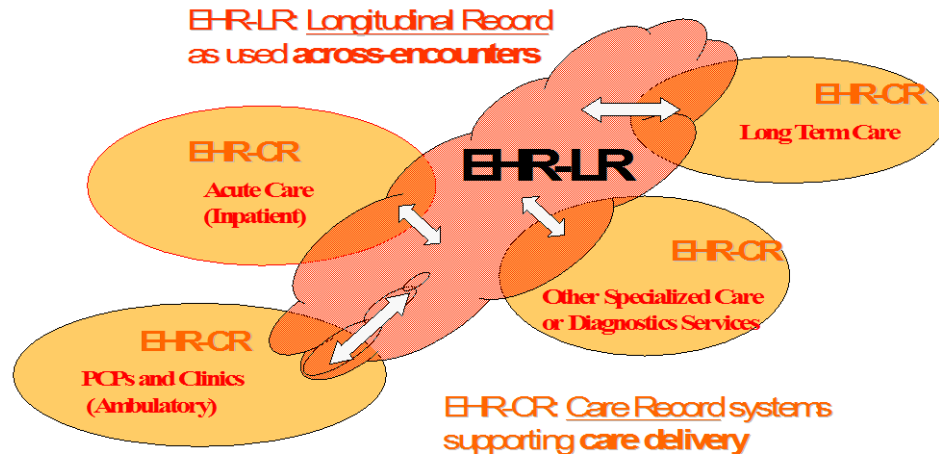 EHR-LR: Longitudinal Record
as used across-encounters
EHR-CR
Long Term Care
EHR-CR
Acute Care
(Inpatient)
EHR-LR
EHR-CR
Other Specialized Care
or Diagnostics Services
EHR-CR
PCPs and Clinics
(Ambulatory)
EHR-CR: Care Record systems
supporting care delivery